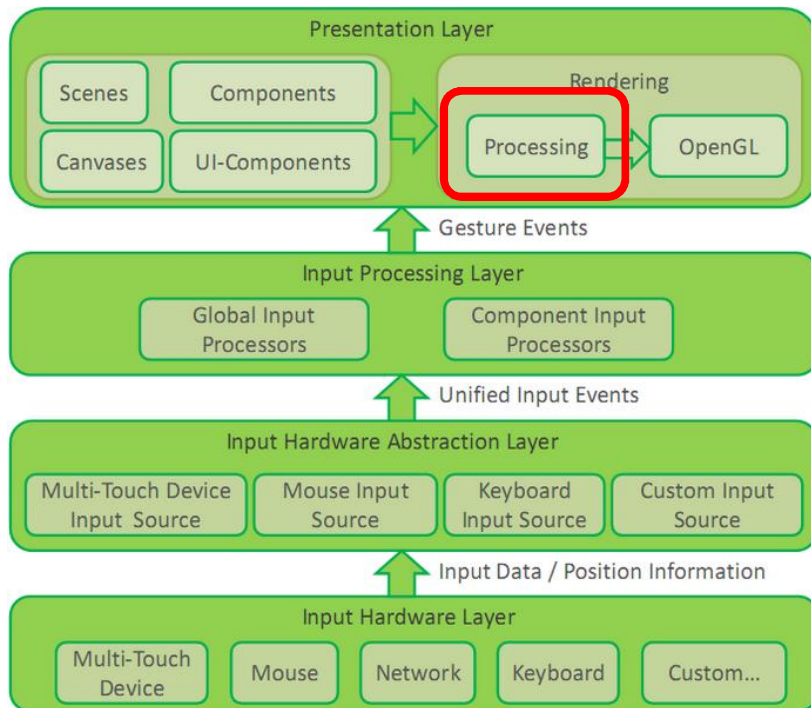 Presentation Layer
Scenes
Components
Canvases
UI-Components
Rendering
Processing
OpenGL
Gesture Events
Input Processing Layer
Global Input
Processors
Component Input
Processors
Unified Input Events
Input Hardware Abstraction Layer
Multi-Touch Device
Input Source
Mouse Input
Source
Keyboard
Input Source
Custom Input
Source
Input Data / Position Information
Input Hardware Layer
Multi-Touch
Device
Mouse
Network
Keyboard
Custom...